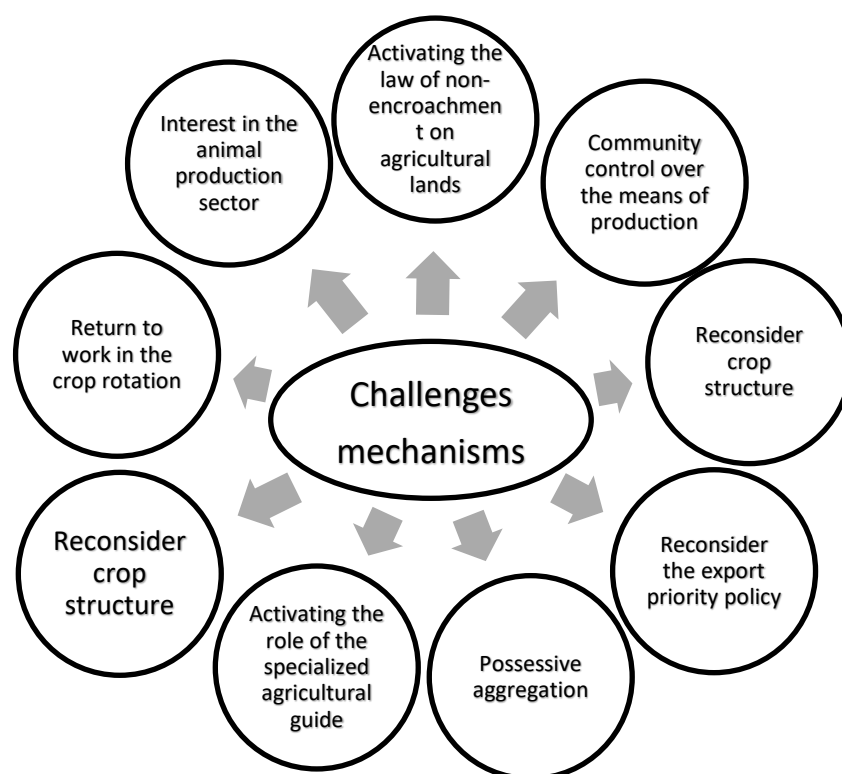 Activating the
law of non-
encroachmen
t on
agricultural
lands
Community
control over
the means of
production
Reconsider
crop
structure
Reconsider
the export
priority policy
Possessive
aggregation
Activating the
role of the
specialized
agricultural
guide
Reconsider
crop
structure
Return to
work in the
crop rotation
Interest in the
animal
production
sector
Challenges
mechanisms